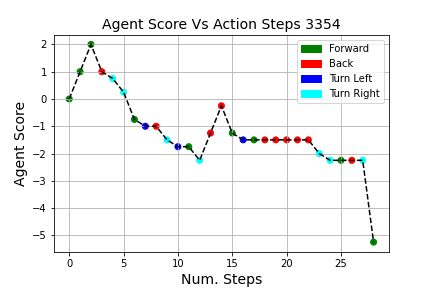 Agent Score Vs Action Steps 3354
Forward
Back
Turn Left
Turn Right
Agent Score
2
1
0
−1
−2
−3
−4
−5
0 5 10 15 20 25
Num. Steps